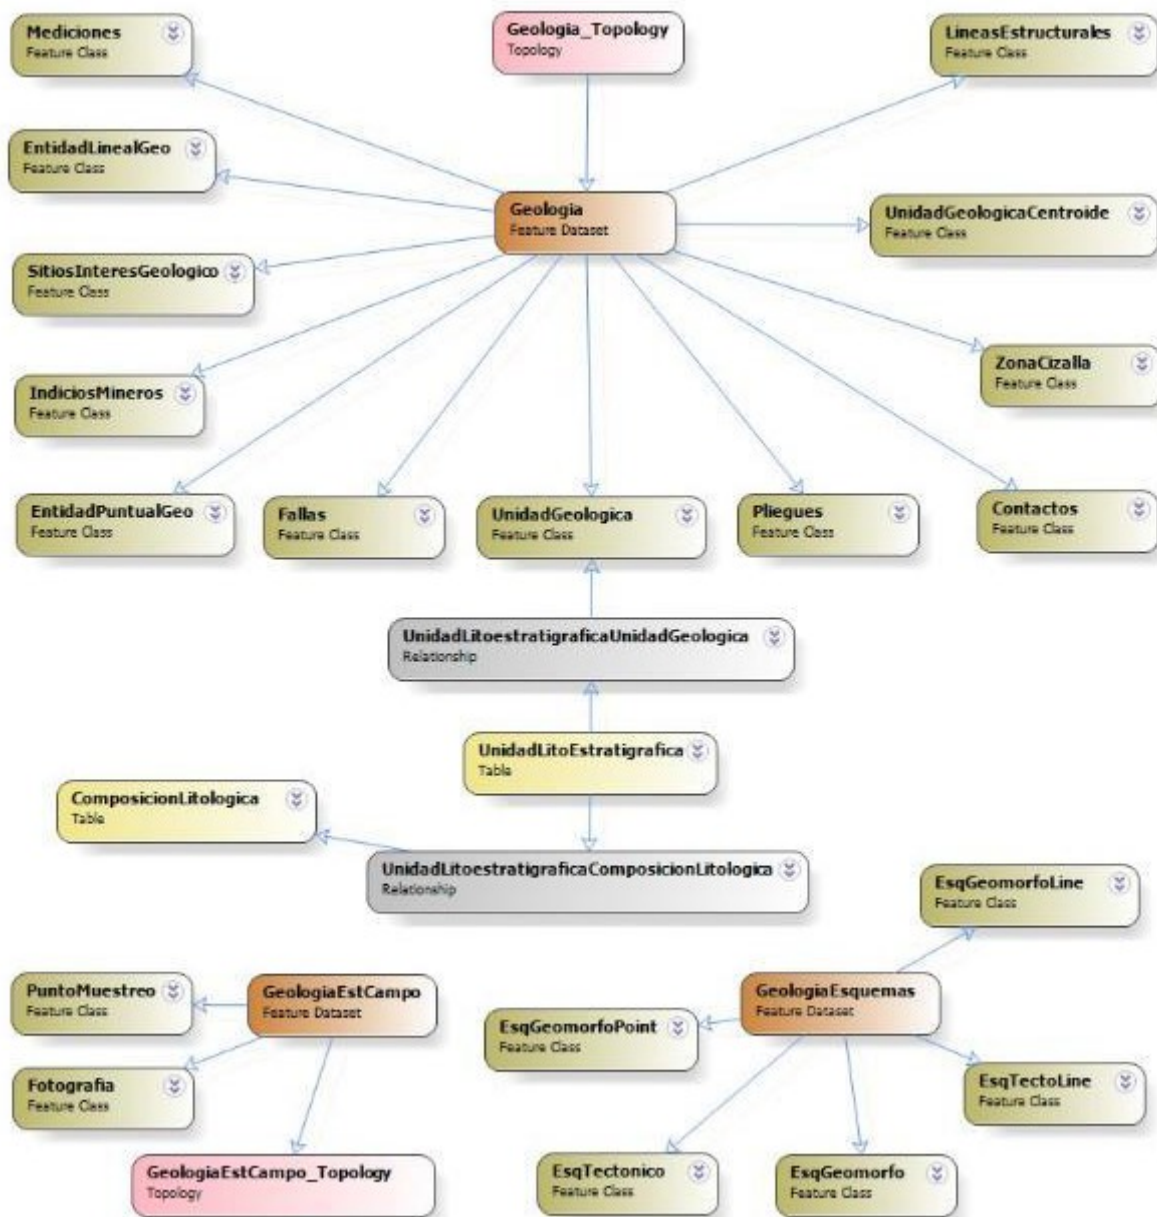 Mediciones
Feature Class
Geologia_Topology
Topology
LineasEstructurales
Feature Class
EntidadLinealGeo
Feature Class
Geologia
Feature Dataset
UnidadGeologicaCentroide
Feature Class
SitiosInteresGeologico
Feature Class
ZonaCizalla
Feature Class
IndiciosMineros
Feature Class
EntidadPuntualGeo
Feature Class
Fallas
Feature Class
UnidadGeologica
Feature Class
Pliegues
Feature Class
Contactos
Feature Class
UnidadLitoestratigraficaUnidadGeologica
Relationship
UnidadLitoEstratigrafica
Table
ComposicionLitologica
Table
UnidadLitoestratigraficaComposicionLitologica
Relationship
EsqGeomorfoLine
Feature Class
PuntoMuestreo
Feature Class
GeologiaEstCampo
Feature Dataset
GeologiaEsquemas
Feature Dataset
EsqGeomorfoPoint
Feature Class
Fotografia
Feature Class
EsqTectoLine
Feature Class
GeologiaEstCampo_Topology
Topology
EsqTectonico
Feature Class
EsqGeomorfo
Feature Class